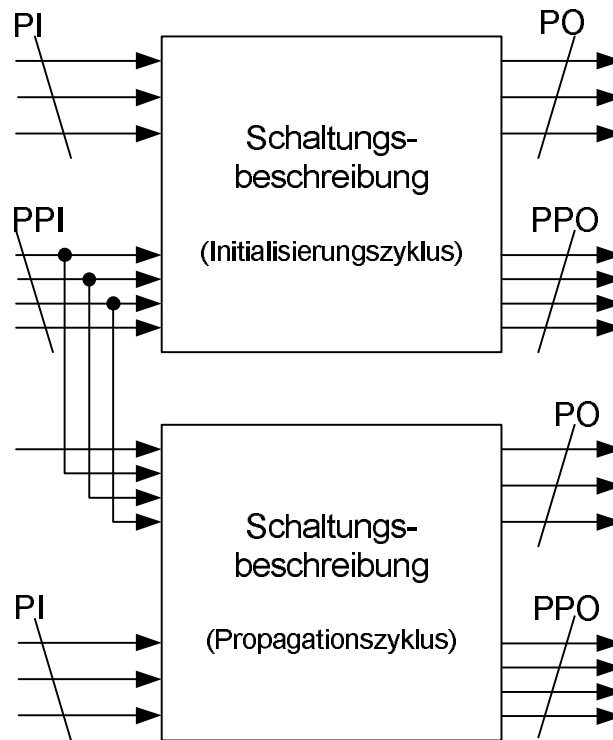 PI
PO
Schaltungs-
beschreibung
(Initialisierungszyklus)
PPI
PPO
PO
Schaltungs-
beschreibung
(Propagationszyklus)
PI
PPO